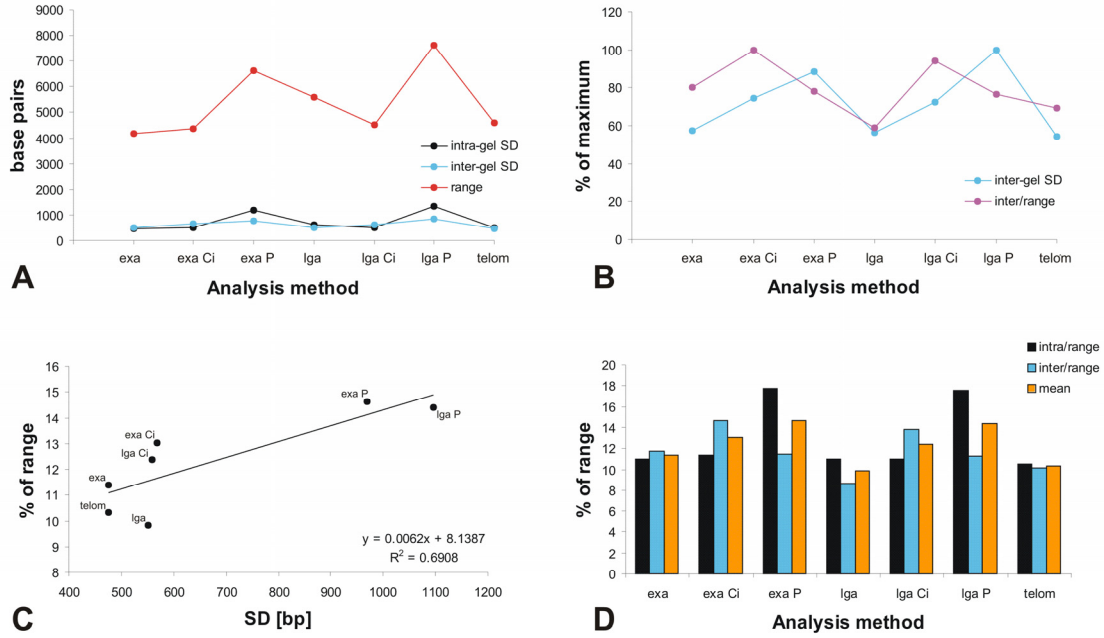 9000
8000
7000
6000
5000
4000
3000
2000
1000
0
base pairs
intra-gel SD
inter-gel SD
range
exa exa Ci exa P lga lga Ci lga P telom
Analysis method
A
120
100
80
60
40
20
0
% of maximum
inter-gel SD
inter/range
exa exa Ci exa P lga lga Ci lga P telom
Analysis method
B
16
15
14
13
12
11
10
9
8
% of range
exa P
lga P
exa Ci
lga Ci
exa
telom
lga
y = 0.0062x + 8.1387
R² = 0.6908
400 500 600 700 800 900 1000 1100 1200
SD [bp]
C
intra/range
inter/range
mean
20
18
16
14
12
10
8
6
4
2
0
% of range
exa exa Ci exa P lga lga Ci lga P telom
Analysis method
D